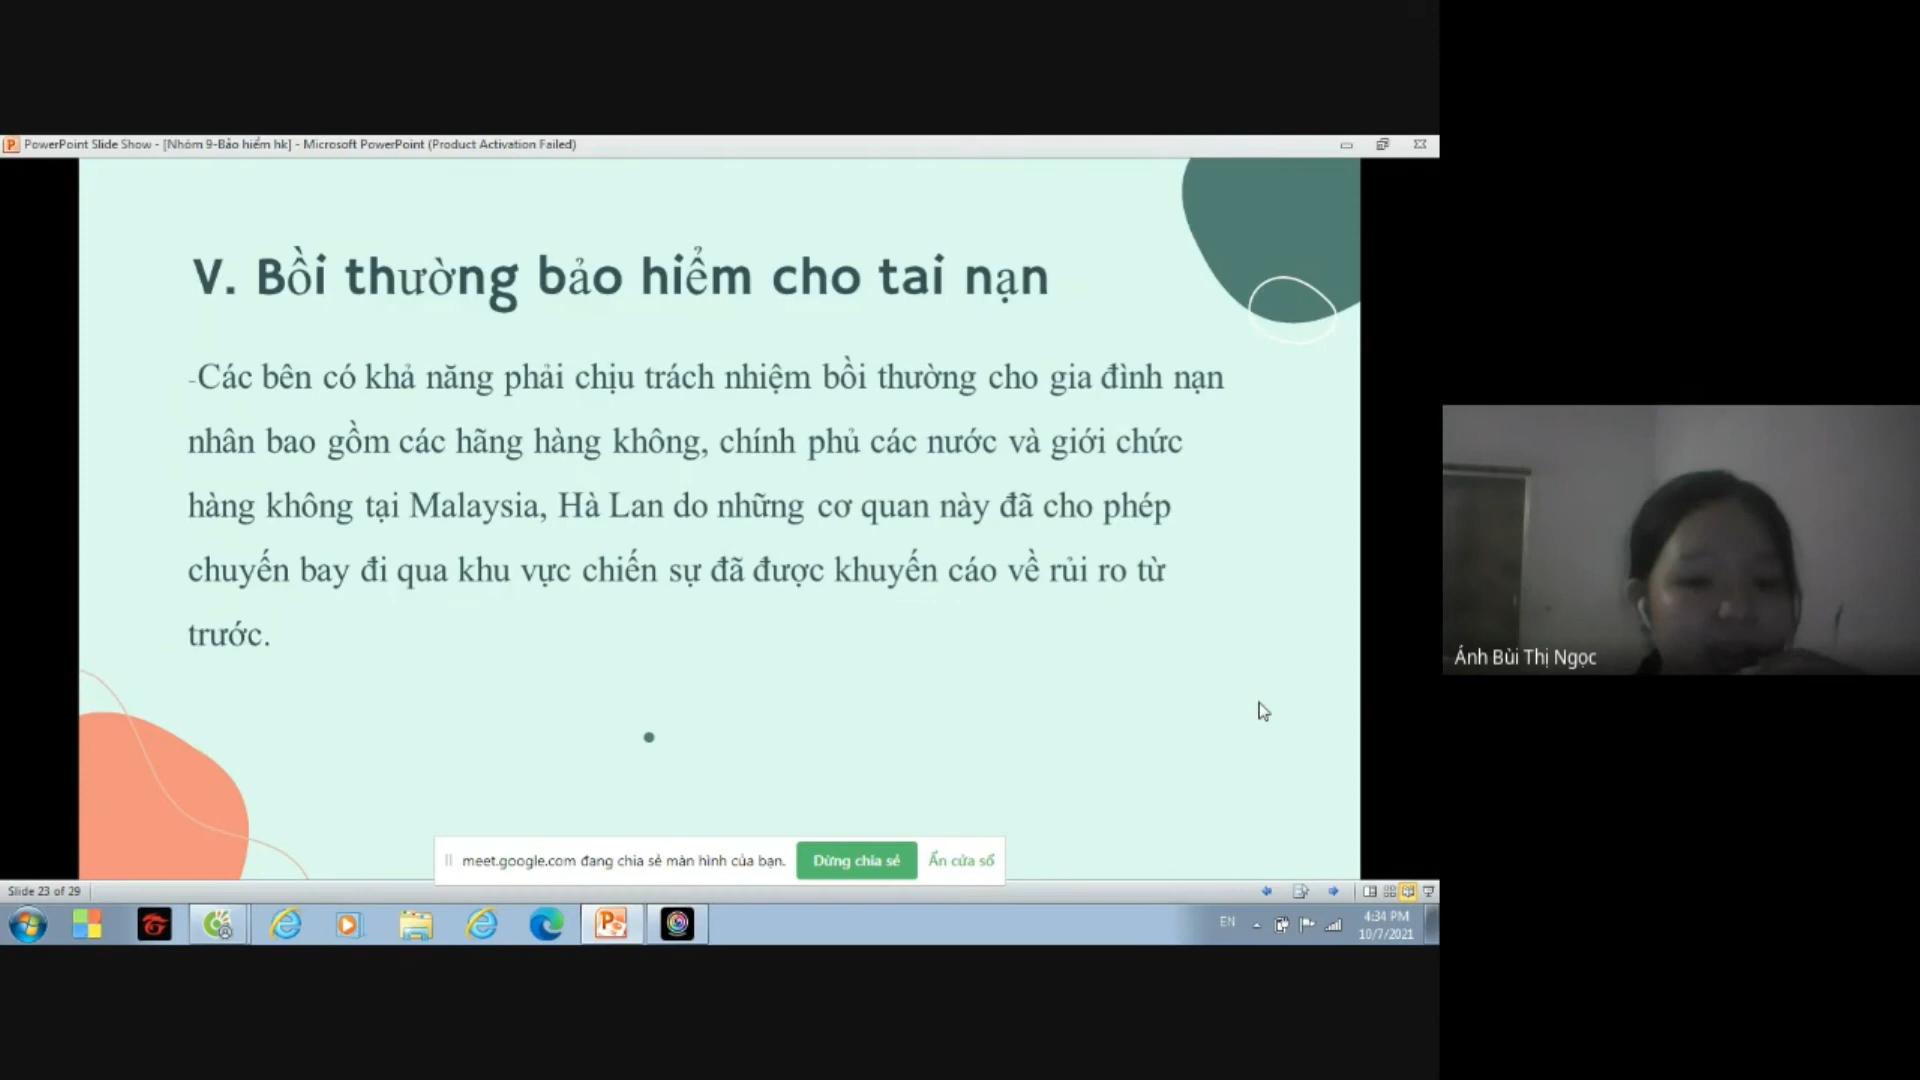 PowerPoint Slide Show - [Nhóm 9-Bảo hiểm hk] - Microsoft PowerPoint (Product Activation Failed)
V. Bồi thường bảo hiểm cho tai nạn
-Các bên có khả năng phải chịu trách nhiệm bồi thường cho gia đình nạn
nhân bao gồm các hãng hàng không, chính phủ các nước và giới chức
hàng không tại Malaysia, Hà Lan do những cơ quan này đã cho phép
chuyến bay đi qua khu vực chiến sự đã được khuyến cáo về rủi ro từ
trước.
Ánh Bùi Thị Ngọc
meet.google.com đang chia sẻ màn hình của bạn.
Dừng chia sẻ
Ẩn cửa sổ
Slide 23 of 29
EN
4:34 PM
10/7/2021